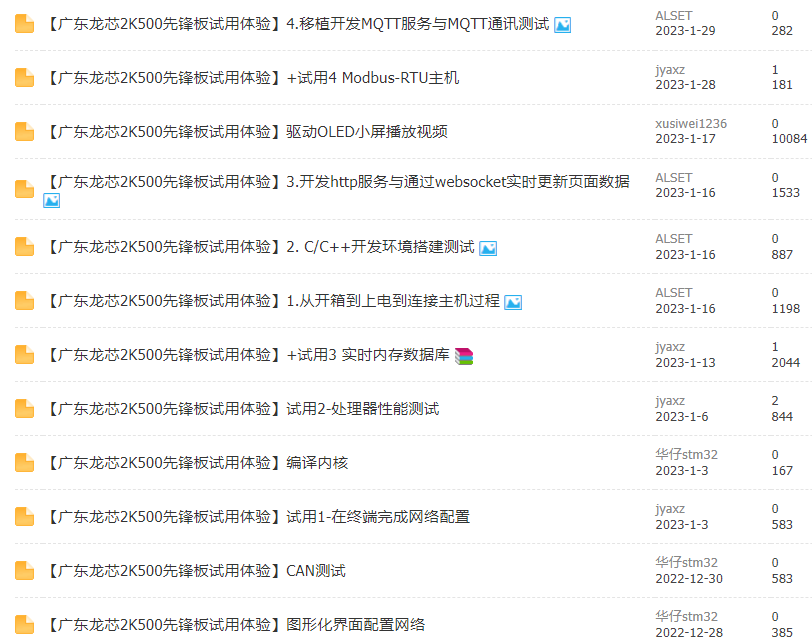 【广东龙芯2K500先锋板试用体验】4.移植开发MQTT服务与MQTT通讯测试
ALSET
2023-1-29
0
282
【广东龙芯2K500先锋板试用体验】+试用4 Modbus-RTU主机
jyaxz
2023-1-28
1
181
【广东龙芯2K500先锋板试用体验】驱动OLED小屏播放视频
xusiwei1236
2023-1-17
0
10084
【广东龙芯2K500先锋板试用体验】3.开发http服务与通过websocket实时更新页面数据
ALSET
2023-1-16
0
1533
【广东龙芯2K500先锋板试用体验】2. C/C++开发环境搭建测试
ALSET
2023-1-16
0
887
【广东龙芯2K500先锋板试用体验】1.从开箱到上电到连接主机过程
ALSET
2023-1-16
0
1198
【广东龙芯2K500先锋板试用体验】+试用3 实时内存数据库
jyaxz
2023-1-13
1
2044
【广东龙芯2K500先锋板试用体验】试用2-处理器性能测试
jyaxz
2023-1-6
2
844
【广东龙芯2K500先锋板试用体验】编译内核
华仔stm32
2023-1-3
0
167
【广东龙芯2K500先锋板试用体验】试用1-在终端完成网络配置
jyaxz
2023-1-3
0
583
【广东龙芯2K500先锋板试用体验】CAN测试
华仔stm32
2022-12-30
0
583
【广东龙芯2K500先锋板试用体验】图形化界面配置网络
华仔stm32
2022-12-28
0
385